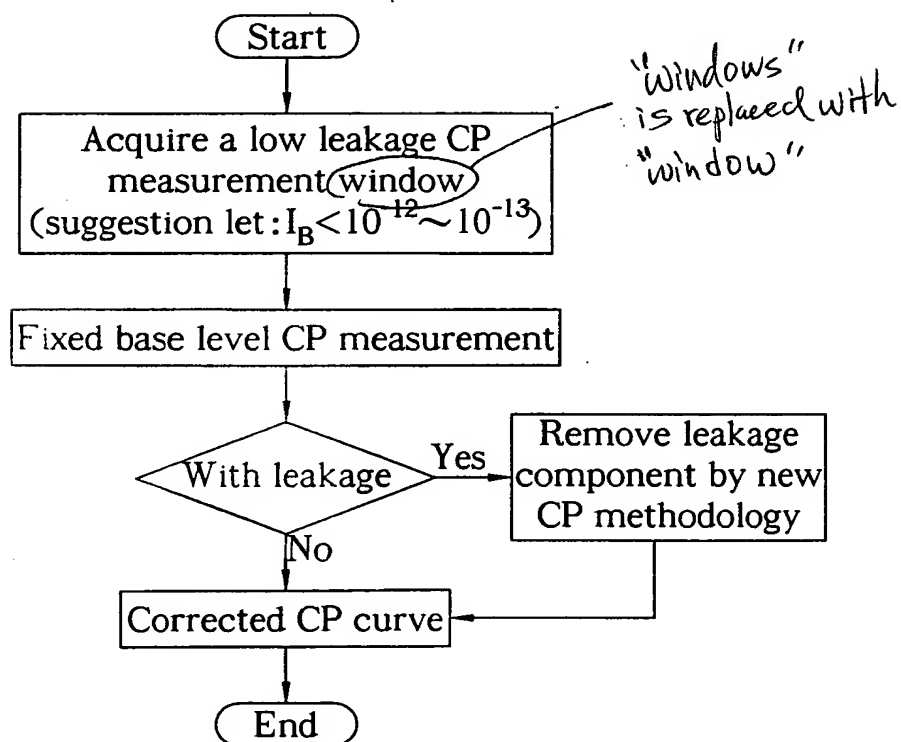 Start
"windows"
is replaced with
"window"
Acquire a low leakage CP
measurement window
(suggestion let:I_B<10^-12~10^-13)
Fixed base level CP measurement
With leakage
Yes
Remove leakage
component by new
CP methodology
No
Corrected CP curve
End